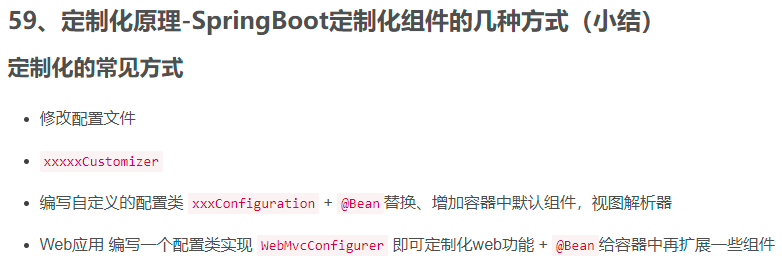 59、定制化原理-SpringBoot定制化组件的几种方式（小结）
定制化的常见方式
修改配置文件
xxxxxCustomizer
编写自定义的配置类 xxxConfiguration + @Bean替换、增加容器中默认组件，视图解析器
Web应用 编写一个配置类实现 WebMvcConfigurer 即可定制化web功能 + @Bean给容器中再扩展一些组件